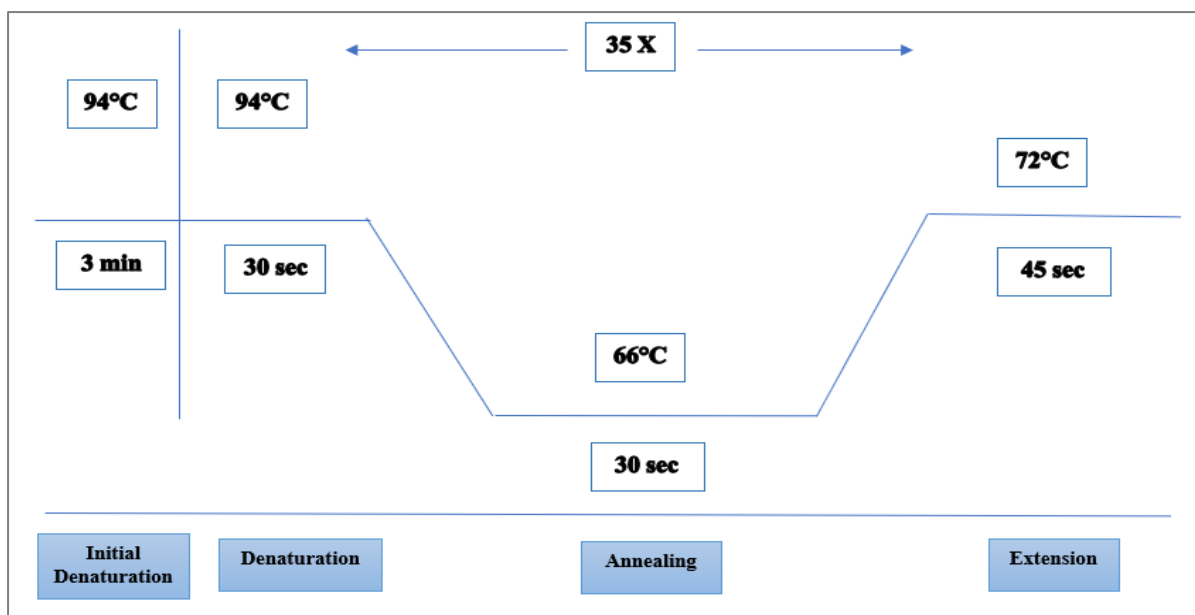 35 X
94°C
94°C
72°C
3 min
30 sec
45 sec
66°C
30 sec
Initial
Denaturation
Denaturation
Annealing
Extension